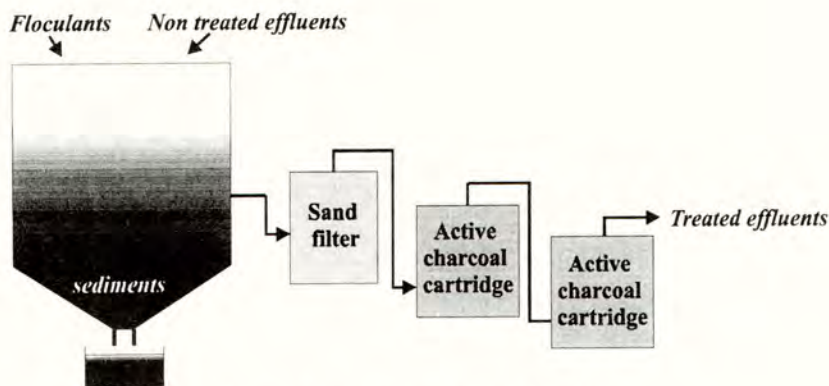 Floculants
Non treated effluents
Sand
filter
Active
charcoal
cartridge
Active
charcoal
cartridge
Treated effluents
sediments